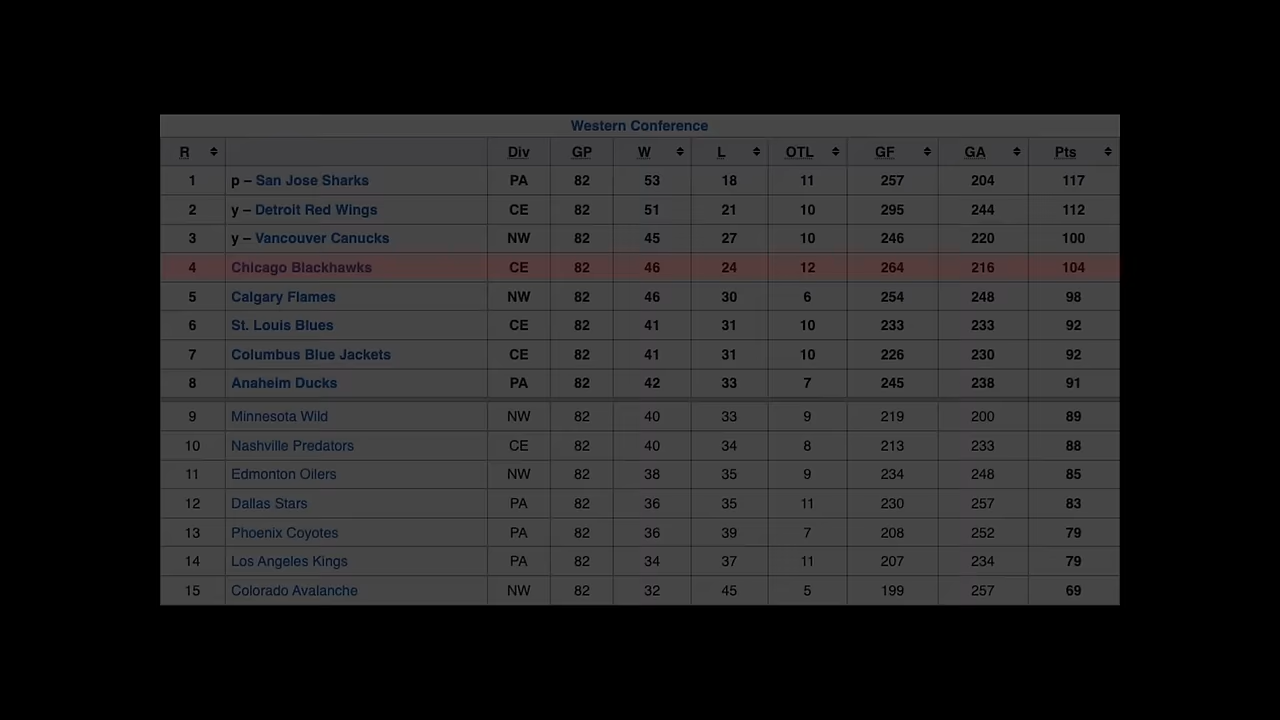 Western Conference
R Div GP W L OTL GF GA Pts
1 p – San Jose Sharks PA 82 53 18 11 257 204 117
2 y – Detroit Red Wings CE 82 51 21 10 295 244 112
3 y – Vancouver Canucks NW 82 45 27 10 246 220 100
4 Chicago Blackhawks CE 82 46 24 12 264 216 104
5 Calgary Flames NW 82 46 30 6 254 248 98
6 St. Louis Blues CE 82 41 31 10 233 233 92
7 Columbus Blue Jackets CE 82 41 31 10 226 230 92
8 Anaheim Ducks PA 82 42 33 7 245 238 91
9 Minnesota Wild NW 82 40 33 9 219 200 89
10 Nashville Predators CE 82 40 34 8 213 233 88
11 Edmonton Oilers NW 82 38 35 9 234 248 85
12 Dallas Stars PA 82 36 35 11 230 257 83
13 Phoenix Coyotes PA 82 36 39 7 208 252 79
14 Los Angeles Kings PA 82 34 37 11 207 234 79
15 Colorado Avalanche NW 82 32 45 5 199 257 69